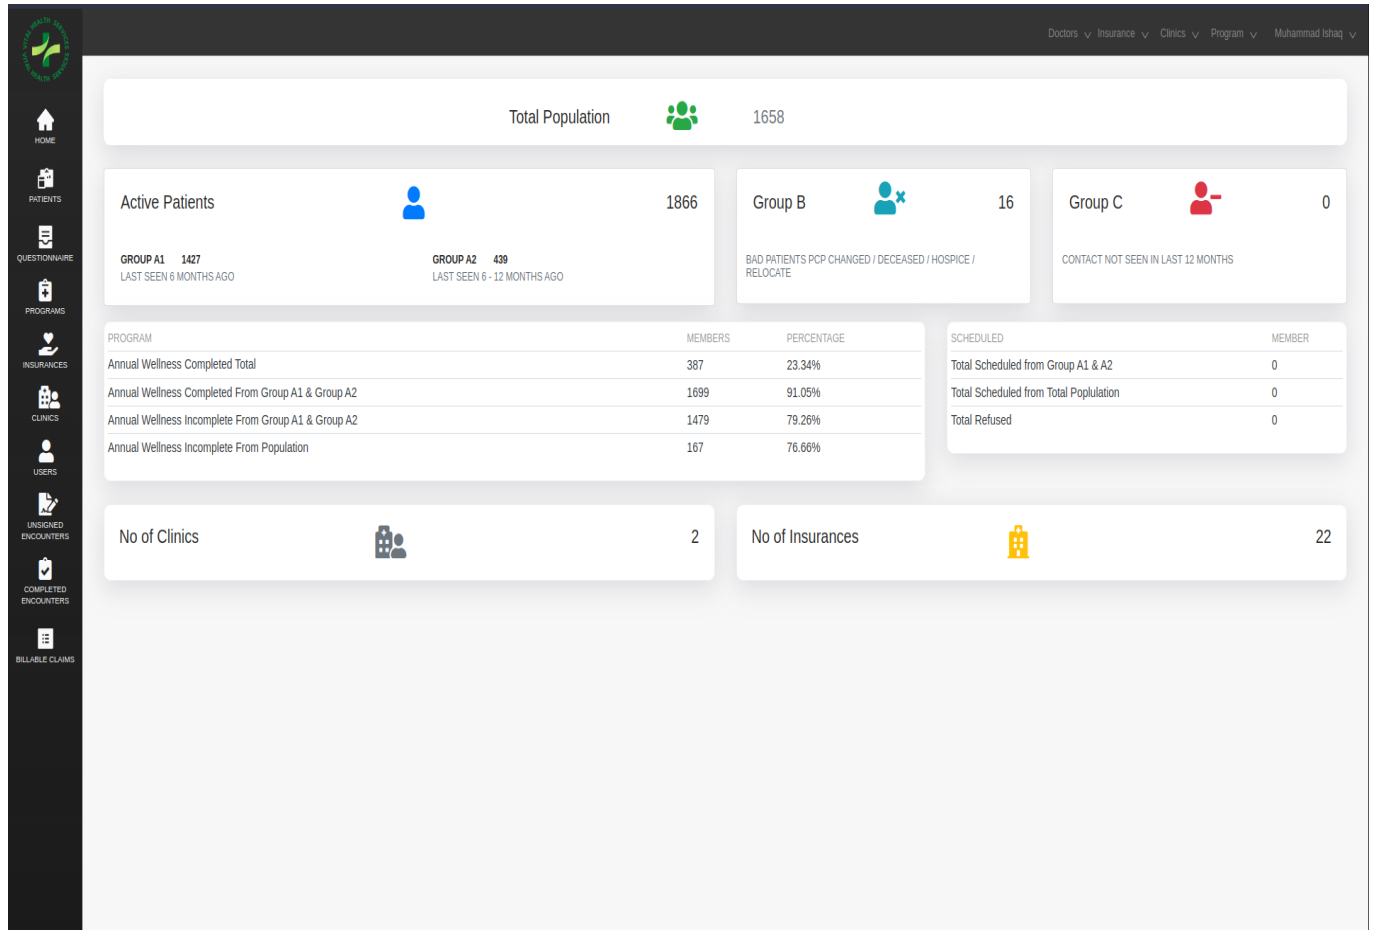 VITAL HEALTH SERVICES VITAL HEALTH SERVICES
Doctors Insurance Clinics Program Muhammad Ishaq
HOME
PATIENTS
QUESTIONNAIRE
PROGRAMS
INSURANCES
CLINICS
USERS
UNSIGNED
ENCOUNTERS
COMPLETED
ENCOUNTERS
BILLABLE CLAIMS
Total Population 1658
Active Patients 1866
GROUP A1 1427 GROUP A2 439
LAST SEEN 6 MONTHS AGO LAST SEEN 6 - 12 MONTHS AGO
Group B 16
BAD PATIENTS PCP CHANGED / DECEASED / HOSPICE /
RELOCATE
Group C 0
CONTACT NOT SEEN IN LAST 12 MONTHS
PROGRAM MEMBERS PERCENTAGE
Annual Wellness Completed Total 387 23.34%
Annual Wellness Completed From Group A1 & Group A2 1699 91.05%
Annual Wellness Incomplete From Group A1 & Group A2 1479 79.26%
Annual Wellness Incomplete From Population 167 76.66%
SCHEDULED MEMBER
Total Scheduled from Group A1 & A2 0
Total Scheduled from Total Poplulation 0
Total Refused 0
No of Clinics 2
No of Insurances 22